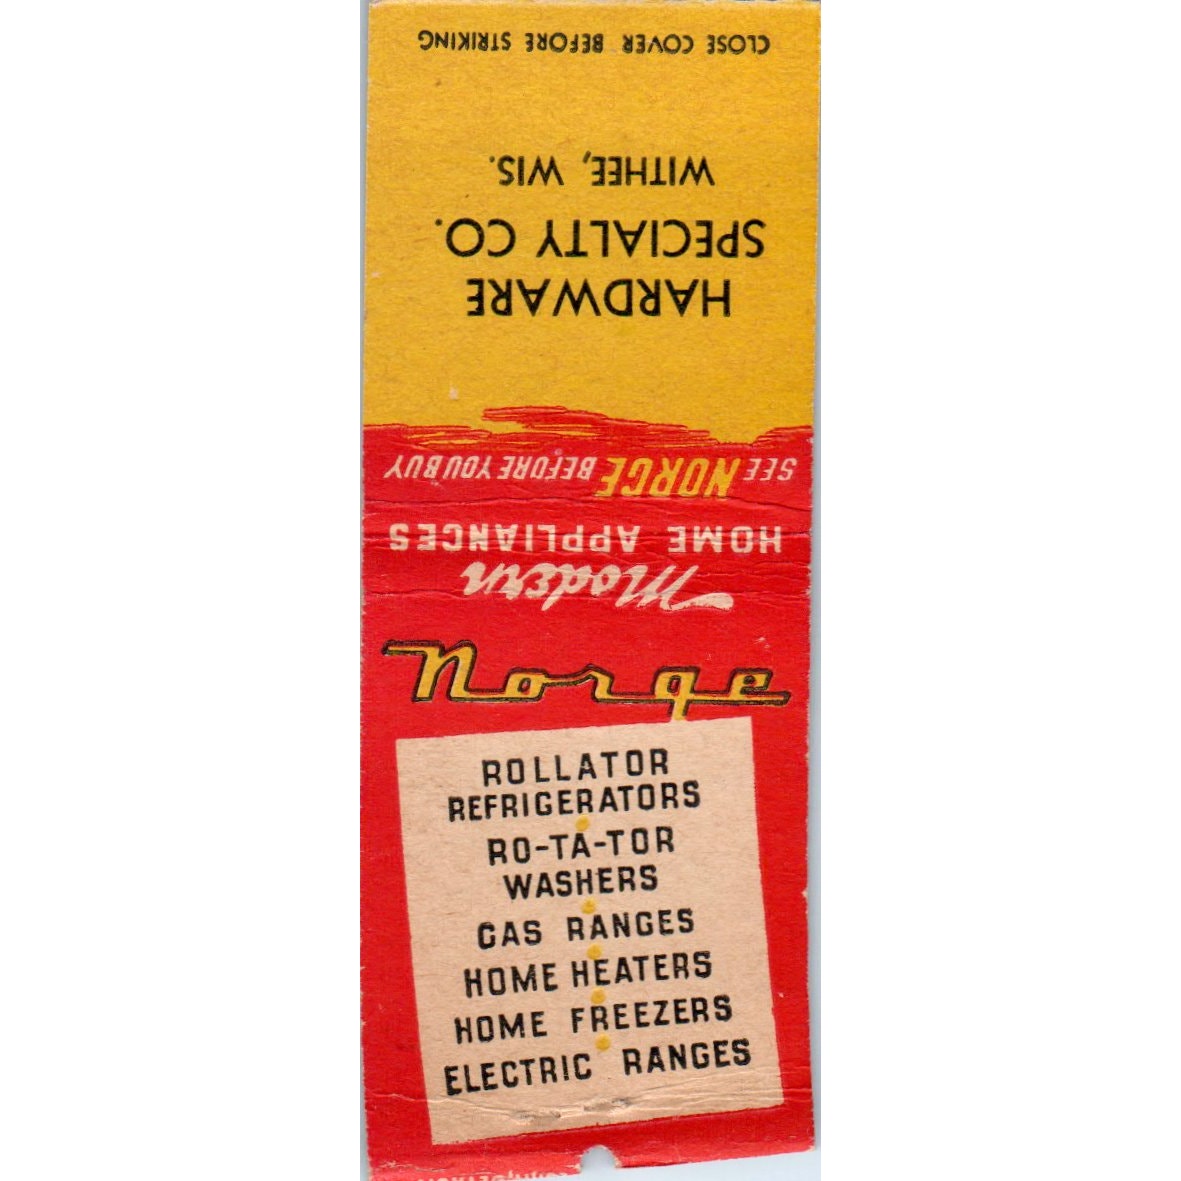 CLOSE COVER BEFORE STRIKING
HARDWARE
SPECIALTY CO.
WITHEE, WIS.
SEE NORGE BEFORE YOU BUY
Modern
HOME APPLIANCES
Norge
ROLLATOR
REFRIGERATORS
RO-TA-TOR
WASHERS
GAS RANGES
HOME HEATERS
HOME FREEZERS
ELECTRIC RANGES